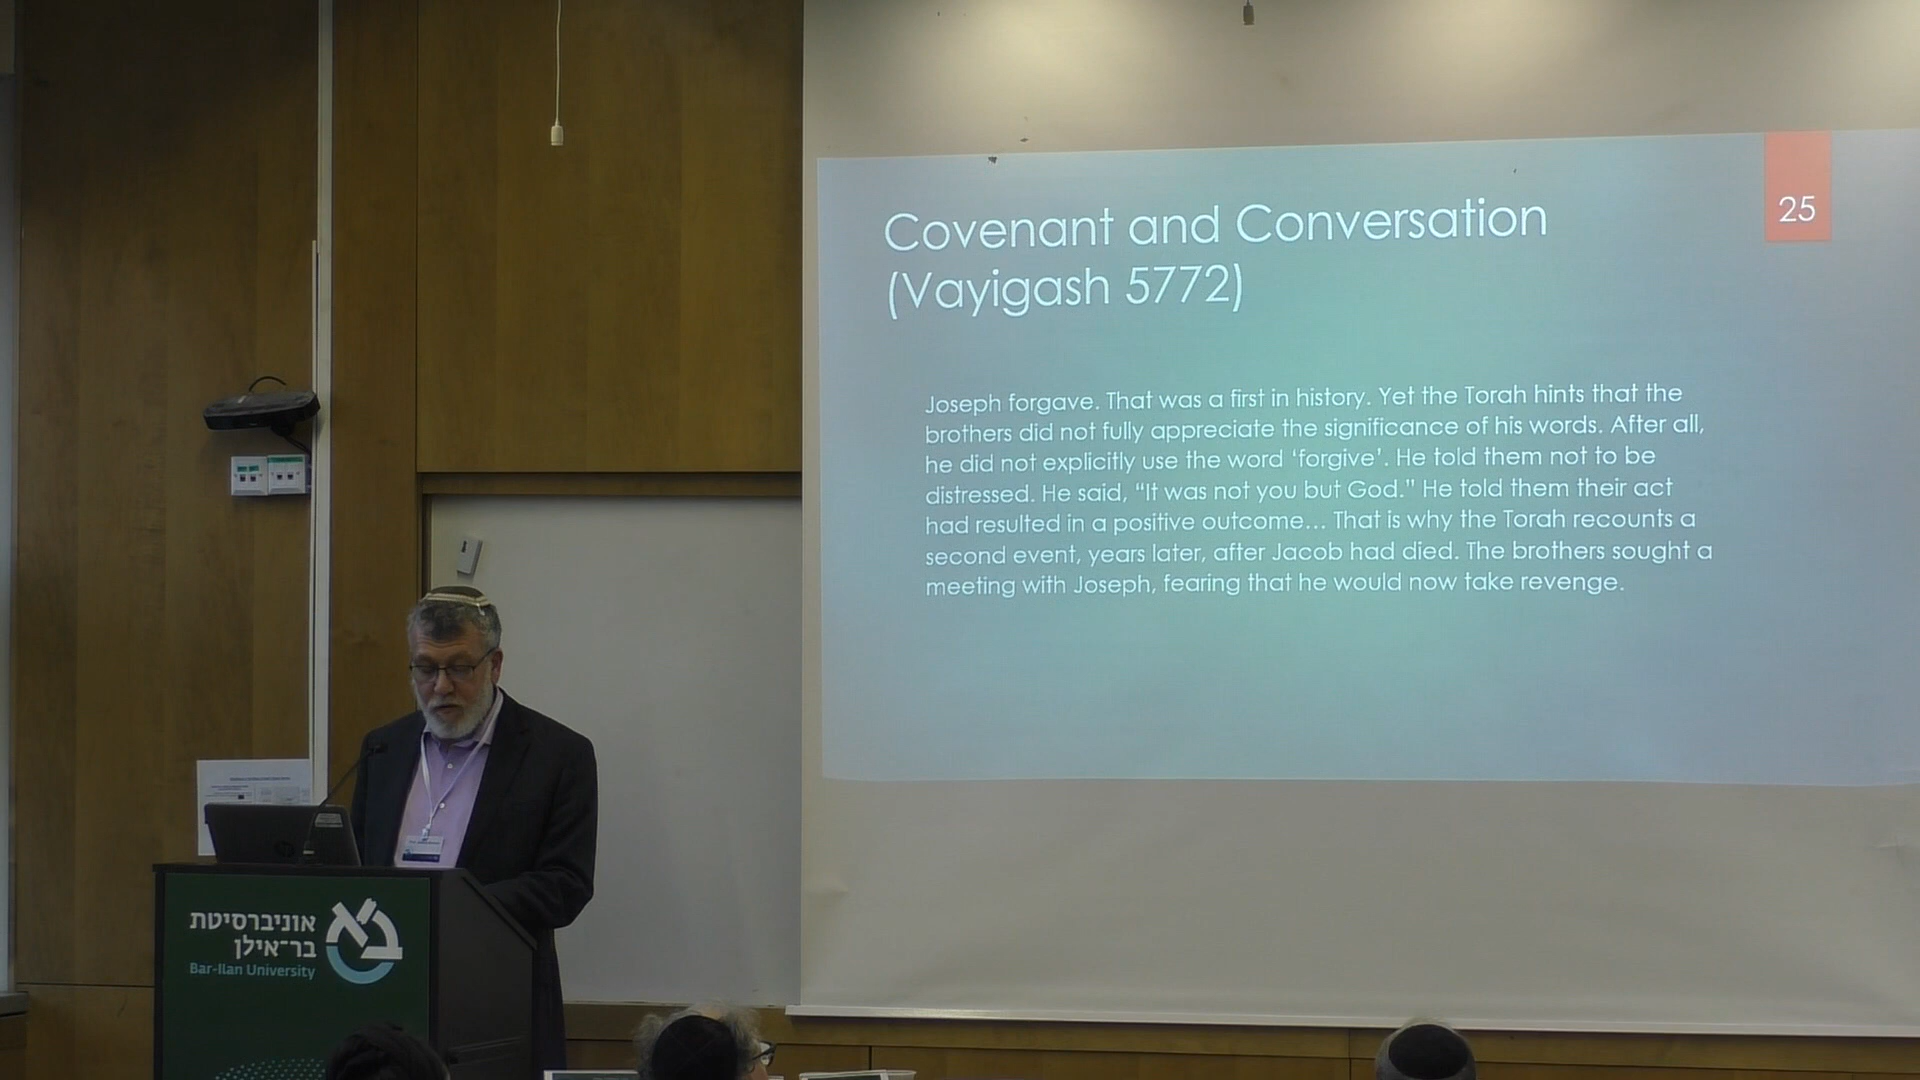 Covenant and Conversation
(Vayigash 5772)
25
Joseph forgave. That was a first in history. Yet the Torah hints that the
brothers did not fully appreciate the significance of his words. After all,
he did not explicitly use the word ‘forgive’. He told them not to be
distressed. He said, “It was not you but God.” He told them their act
had resulted in a positive outcome... That is why the Torah recounts a
second event, years later, after Jacob had died. The brothers sought a
meeting with Joseph, fearing that he would now take revenge.
אוניברסיטת
בר־אילן
Bar-Ilan University